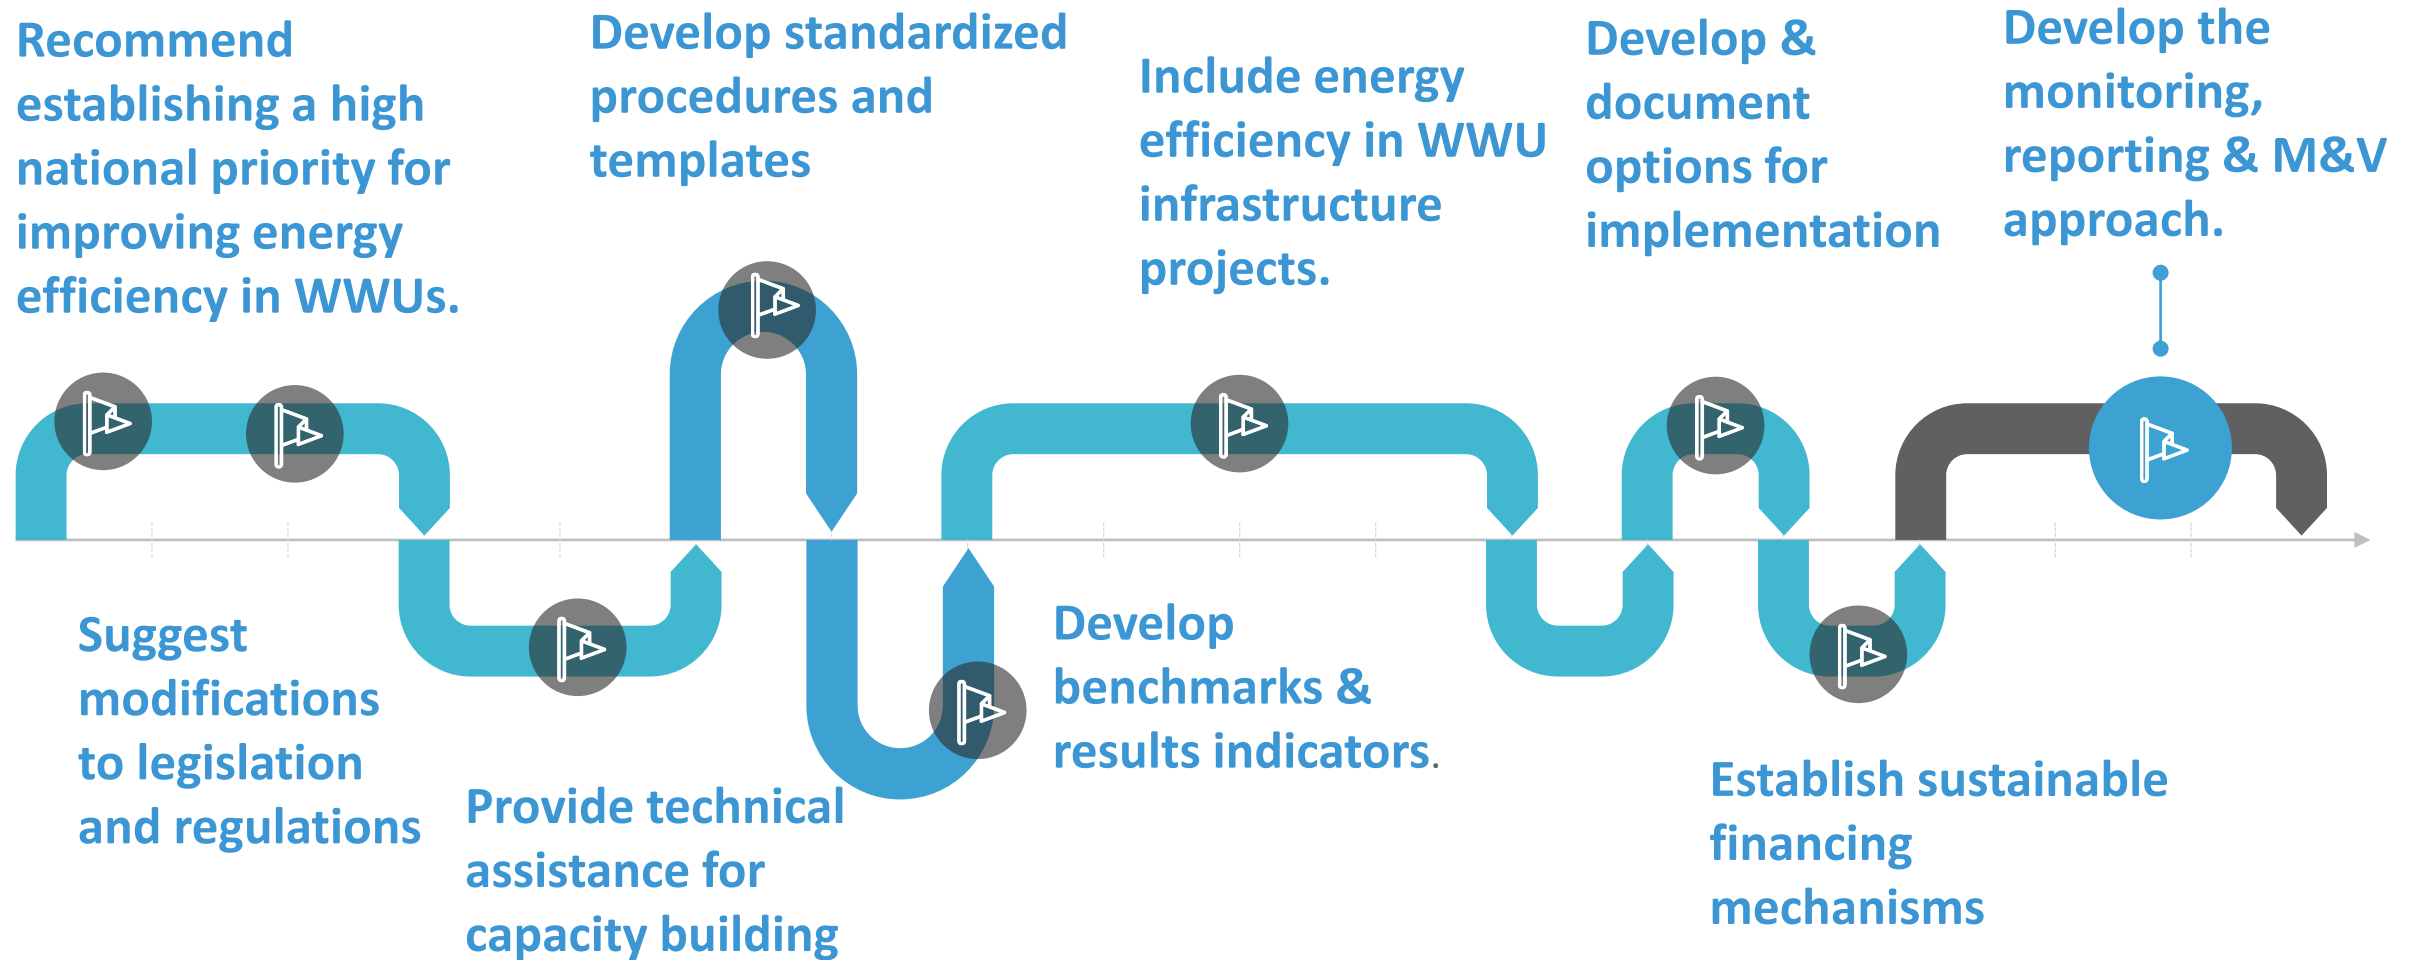 Recommend
establishing a high
national priority for
improving energy
efficiency in WWUs.
Suggest
modifications
to legislation
and regulations
Provide technical
assistance for
capacity building
Develop standardized
procedures and
templates
Develop
benchmarks &
results indicators.
Include energy
efficiency in WWU
infrastructure
projects.
Develop &
document
options for
implementation
Establish sustainable
financing
mechanisms
Develop the
monitoring,
reporting & M&V
approach.